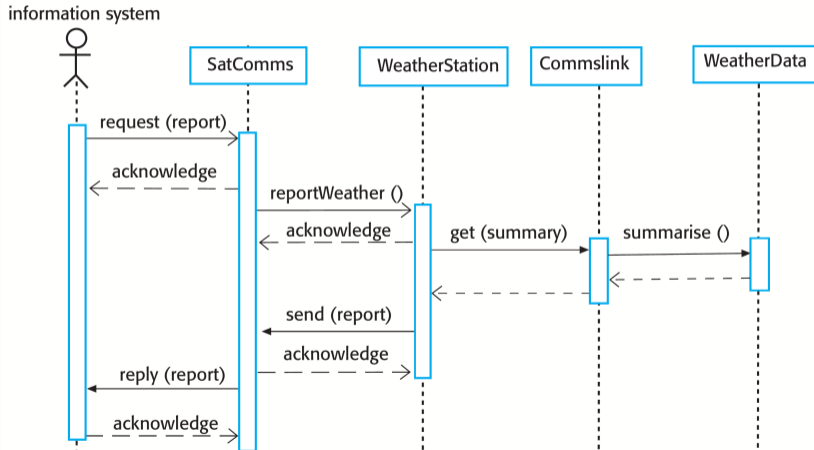 information system
SatComms
WeatherStation
Commslink
WeatherData
request (report)
acknowledge
reportWeather ()
acknowledge
get (summary)
summarise ()
send (report)
acknowledge
reply (report)
acknowledge